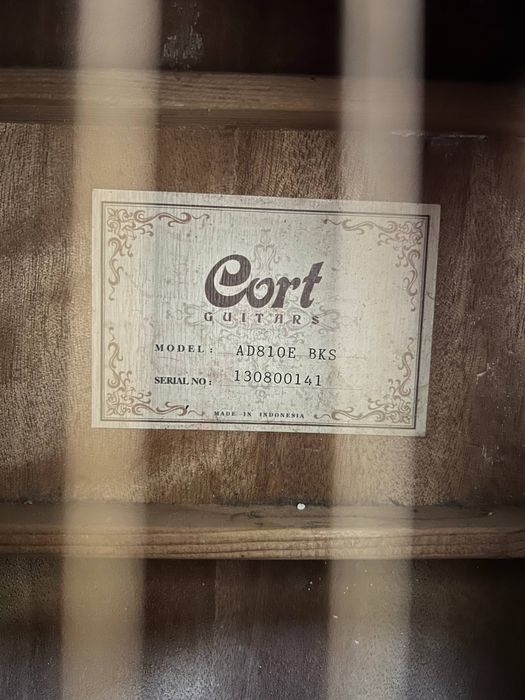 Cort
GUITARS
MODEL: AD810E BKS
SERIAL NO: 130800141
MADE IN INDONESIA